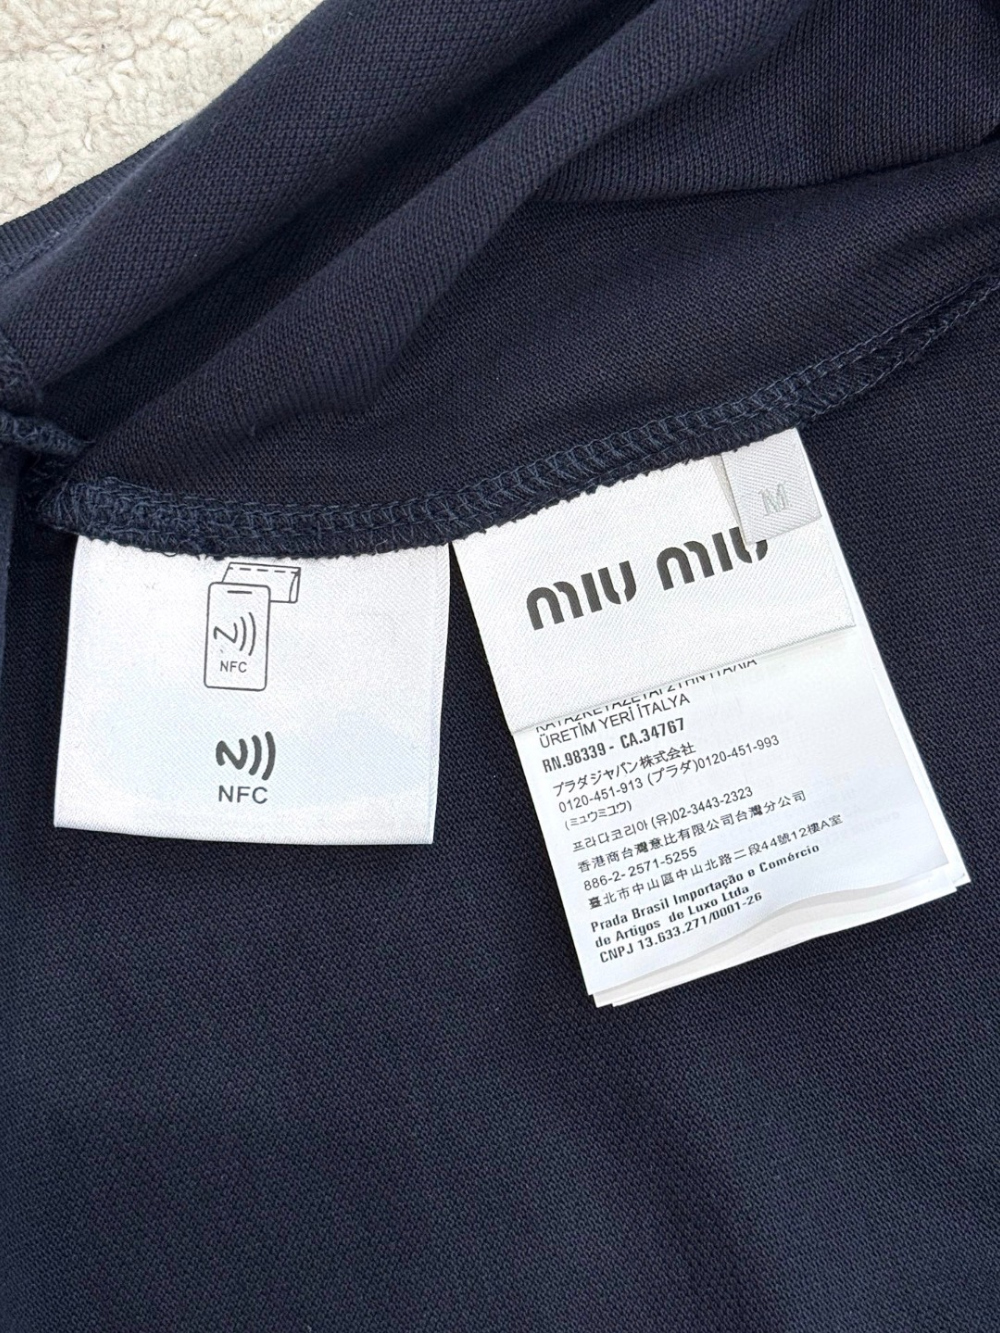 NFC
NFC
M
miu miu
ÜRETİM YERİ İTALYA
RN.98339 - CA.34767
プラダジャパン株式会社
0120-451-913 (プラダ)0120-451-993
(ミュウミュウ)
프라다코리아(유)02-3443-2323
香港商台灣意比有限公司台灣分公司
886-2-2571-5255
臺北市中山區中山北路二段44號12樓A室
Prada Brasil Importação e Comércio
de Artigos de Luxo Ltda
CNPJ 13.633.271/0001-26